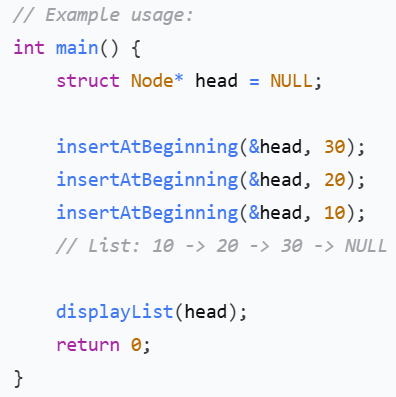 // Example usage:
int main() {
    struct Node* head = NULL;

    insertAtBeginning(&head, 30);
    insertAtBeginning(&head, 20);
    insertAtBeginning(&head, 10);
    // List: 10 -> 20 -> 30 -> NULL

    displayList(head);
    return 0;
}